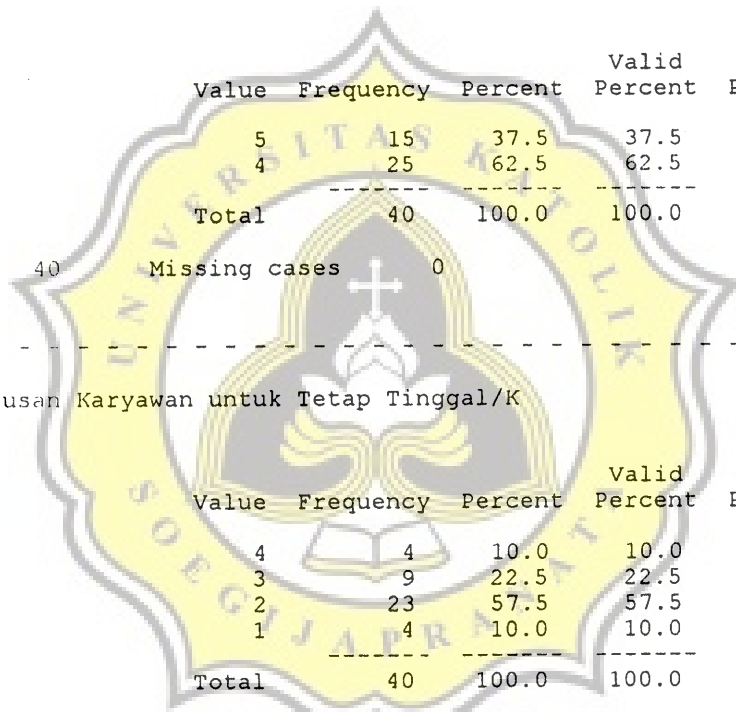 Valid
Value Frequency Percent Percent P
5 15 37.5 37.5
4 25 62.5 62.5
------- ------- -------
Total 40 100.0 100.0
40 Missing cases 0
- - - - - - - - - - - - - - - - - - - - - - - - - - - - - - - -
usan Karyawan untuk Tetap Tinggal/K
Valid
Value Frequency Percent Percent P
4 4 10.0 10.0
3 9 22.5 22.5
2 23 57.5 57.5
1 4 10.0 10.0
------- ------- -------
Total 40 100.0 100.0
UNIVERSITAS KATOLIK
SOEGIJAPRANATA